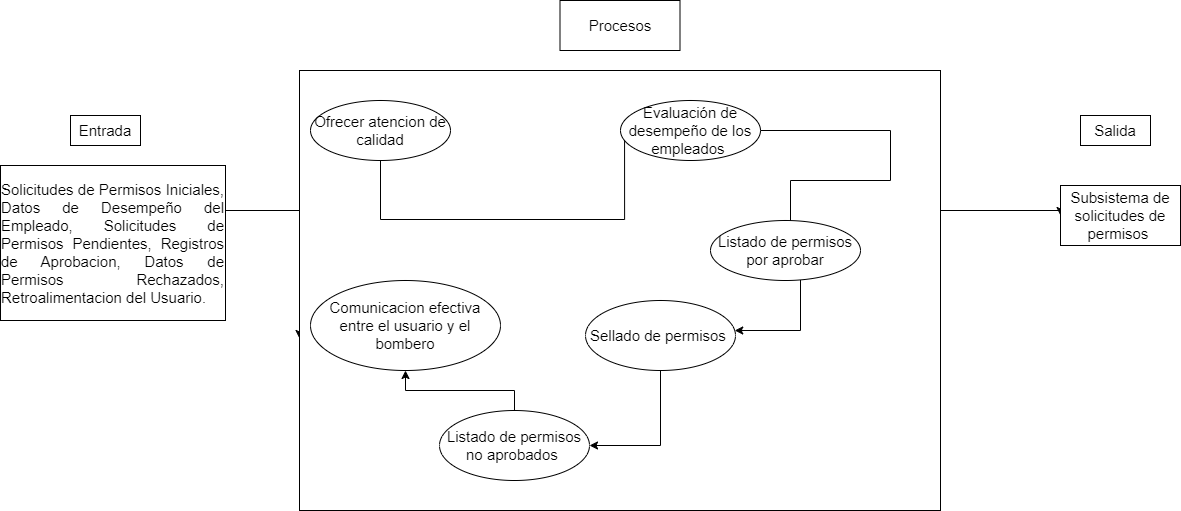 Procesos
Entrada
Solicitudes de Permisos Iniciales,
Datos de Desempeño del
Empleado, Solicitudes de
Permisos Pendientes, Registros
de Aprobacion, Datos de
Permisos Rechazados,
Retroalimentacion del Usuario.
Ofrecer atencion de
calidad
Evaluación de
desempeño de los
empleados
Listado de permisos
por aprobar
Sellado de permisos
Listado de permisos
no aprobados
Comunicacion efectiva
entre el usuario y el
bombero
Salida
Subsistema de
solicitudes de
permisos